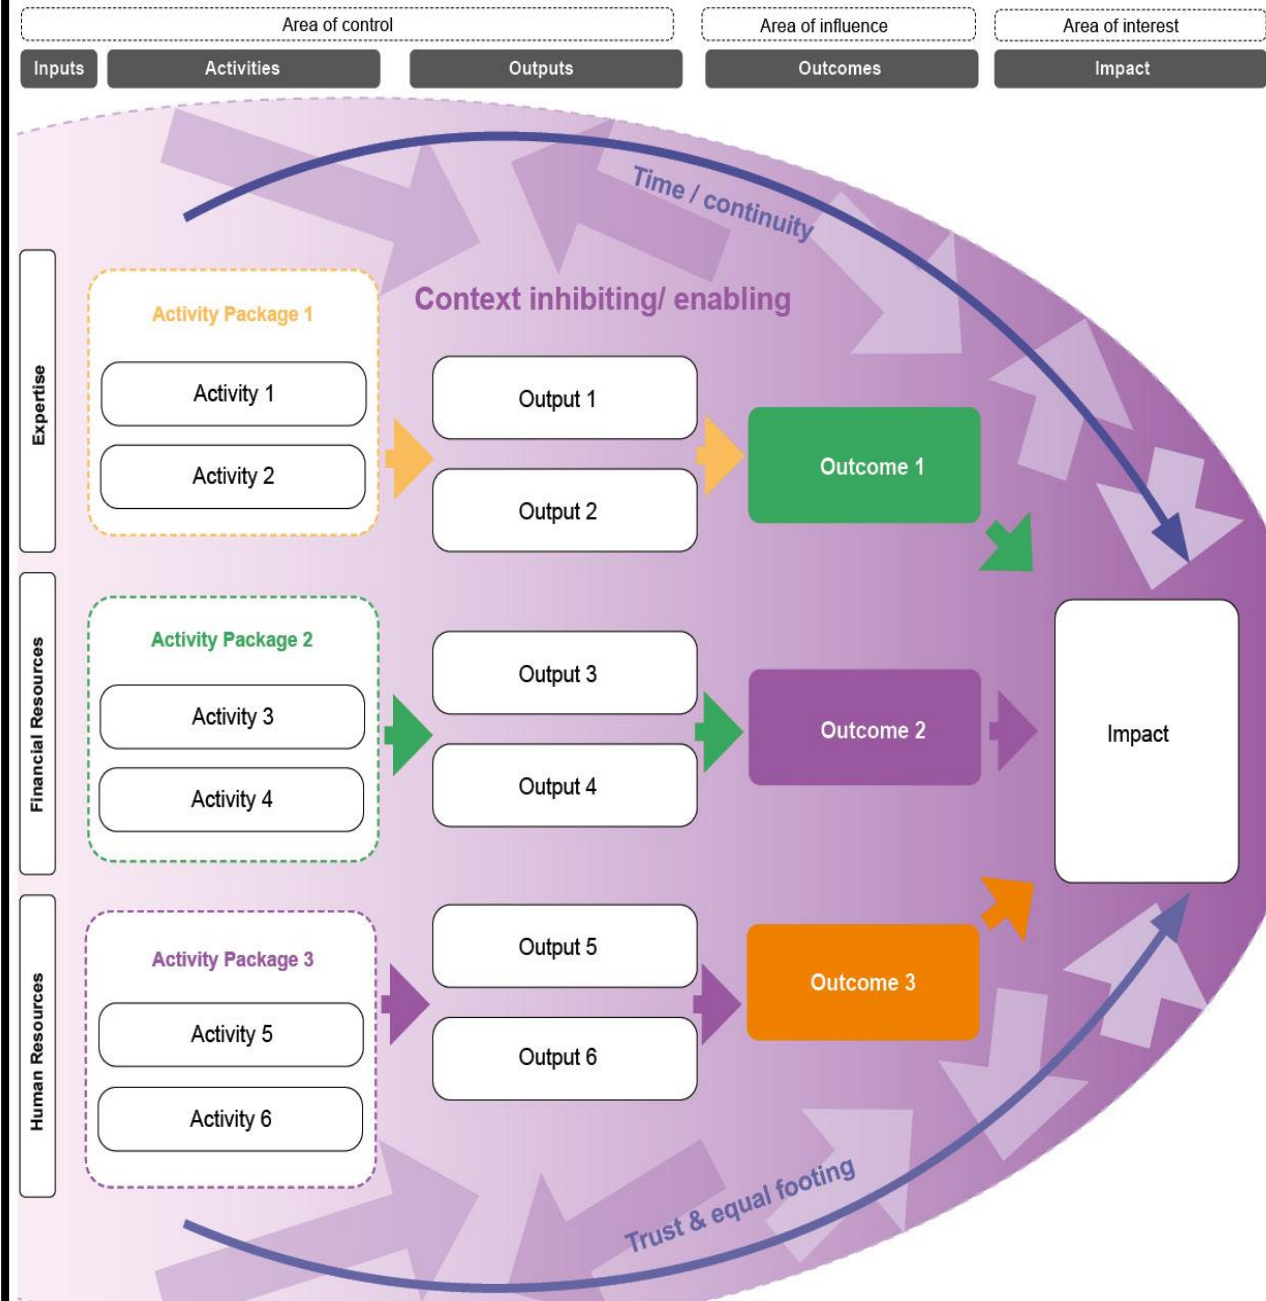 Area of control
Area of influence
Area of interest
Inputs
Activities
Outputs
Outcomes
Impact
Time / continuity
Context inhibiting/ enabling
Expertise
Activity Package 1
Activity 1
Activity 2
Output 1
Output 2
Outcome 1
Financial Resources
Activity Package 2
Activity 3
Activity 4
Output 3
Output 4
Outcome 2
Impact
Human Resources
Activity Package 3
Activity 5
Activity 6
Output 5
Output 6
Outcome 3
Trust & equal footing